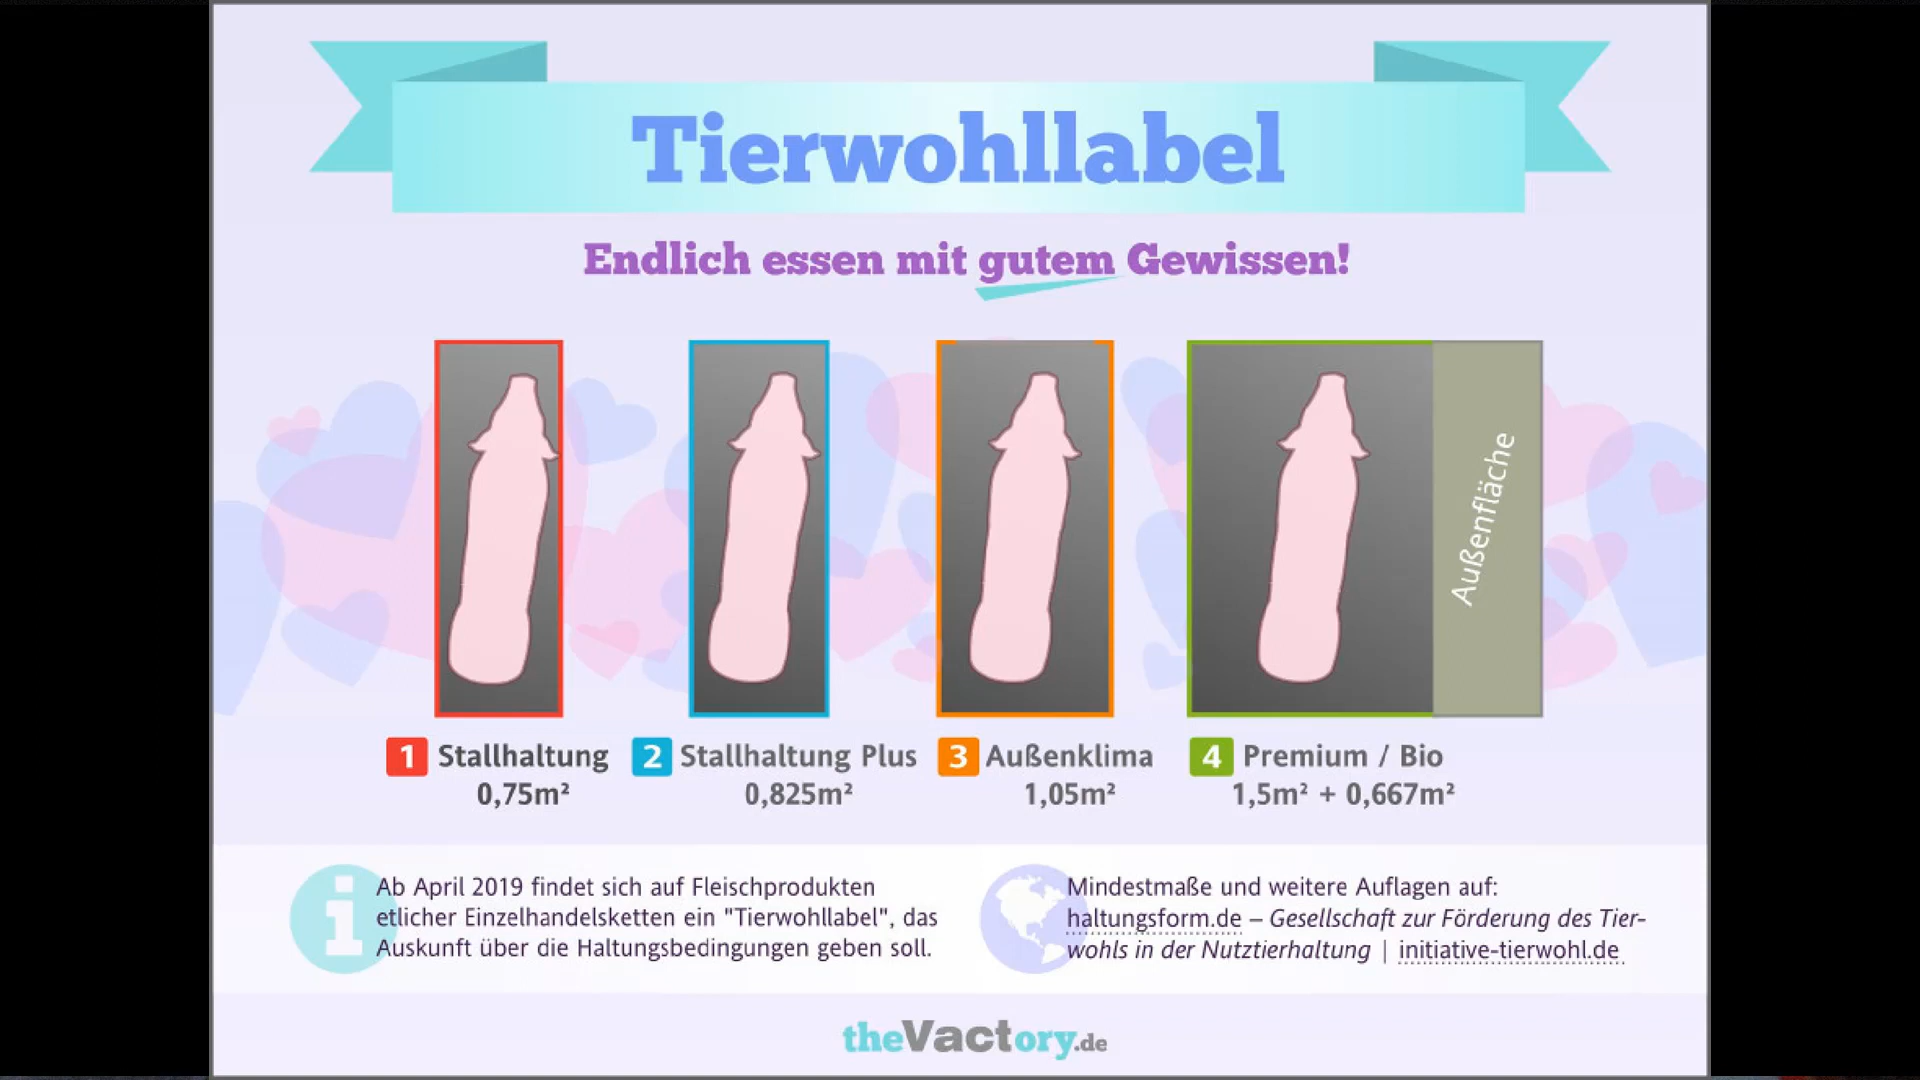 Tierwohllabel
Endlich essen mit gutem Gewissen!
Außenfläche
1 Stallhaltung
0,75m²
2 Stallhaltung Plus
0,825m²
3 Außenklima
1,05m²
4 Premium / Bio
1,5m² + 0,667m²
Ab April 2019 findet sich auf Fleischprodukten
etlicher Einzelhandelsketten ein "Tierwohllabel", das
Auskunft über die Haltungsbedingungen geben soll.
Mindestmaße und weitere Auflagen auf:
haltungsform.de – Gesellschaft zur Förderung des Tier-
wohls in der Nutztierhaltung | initiative-tierwohl.de
theVactory.de